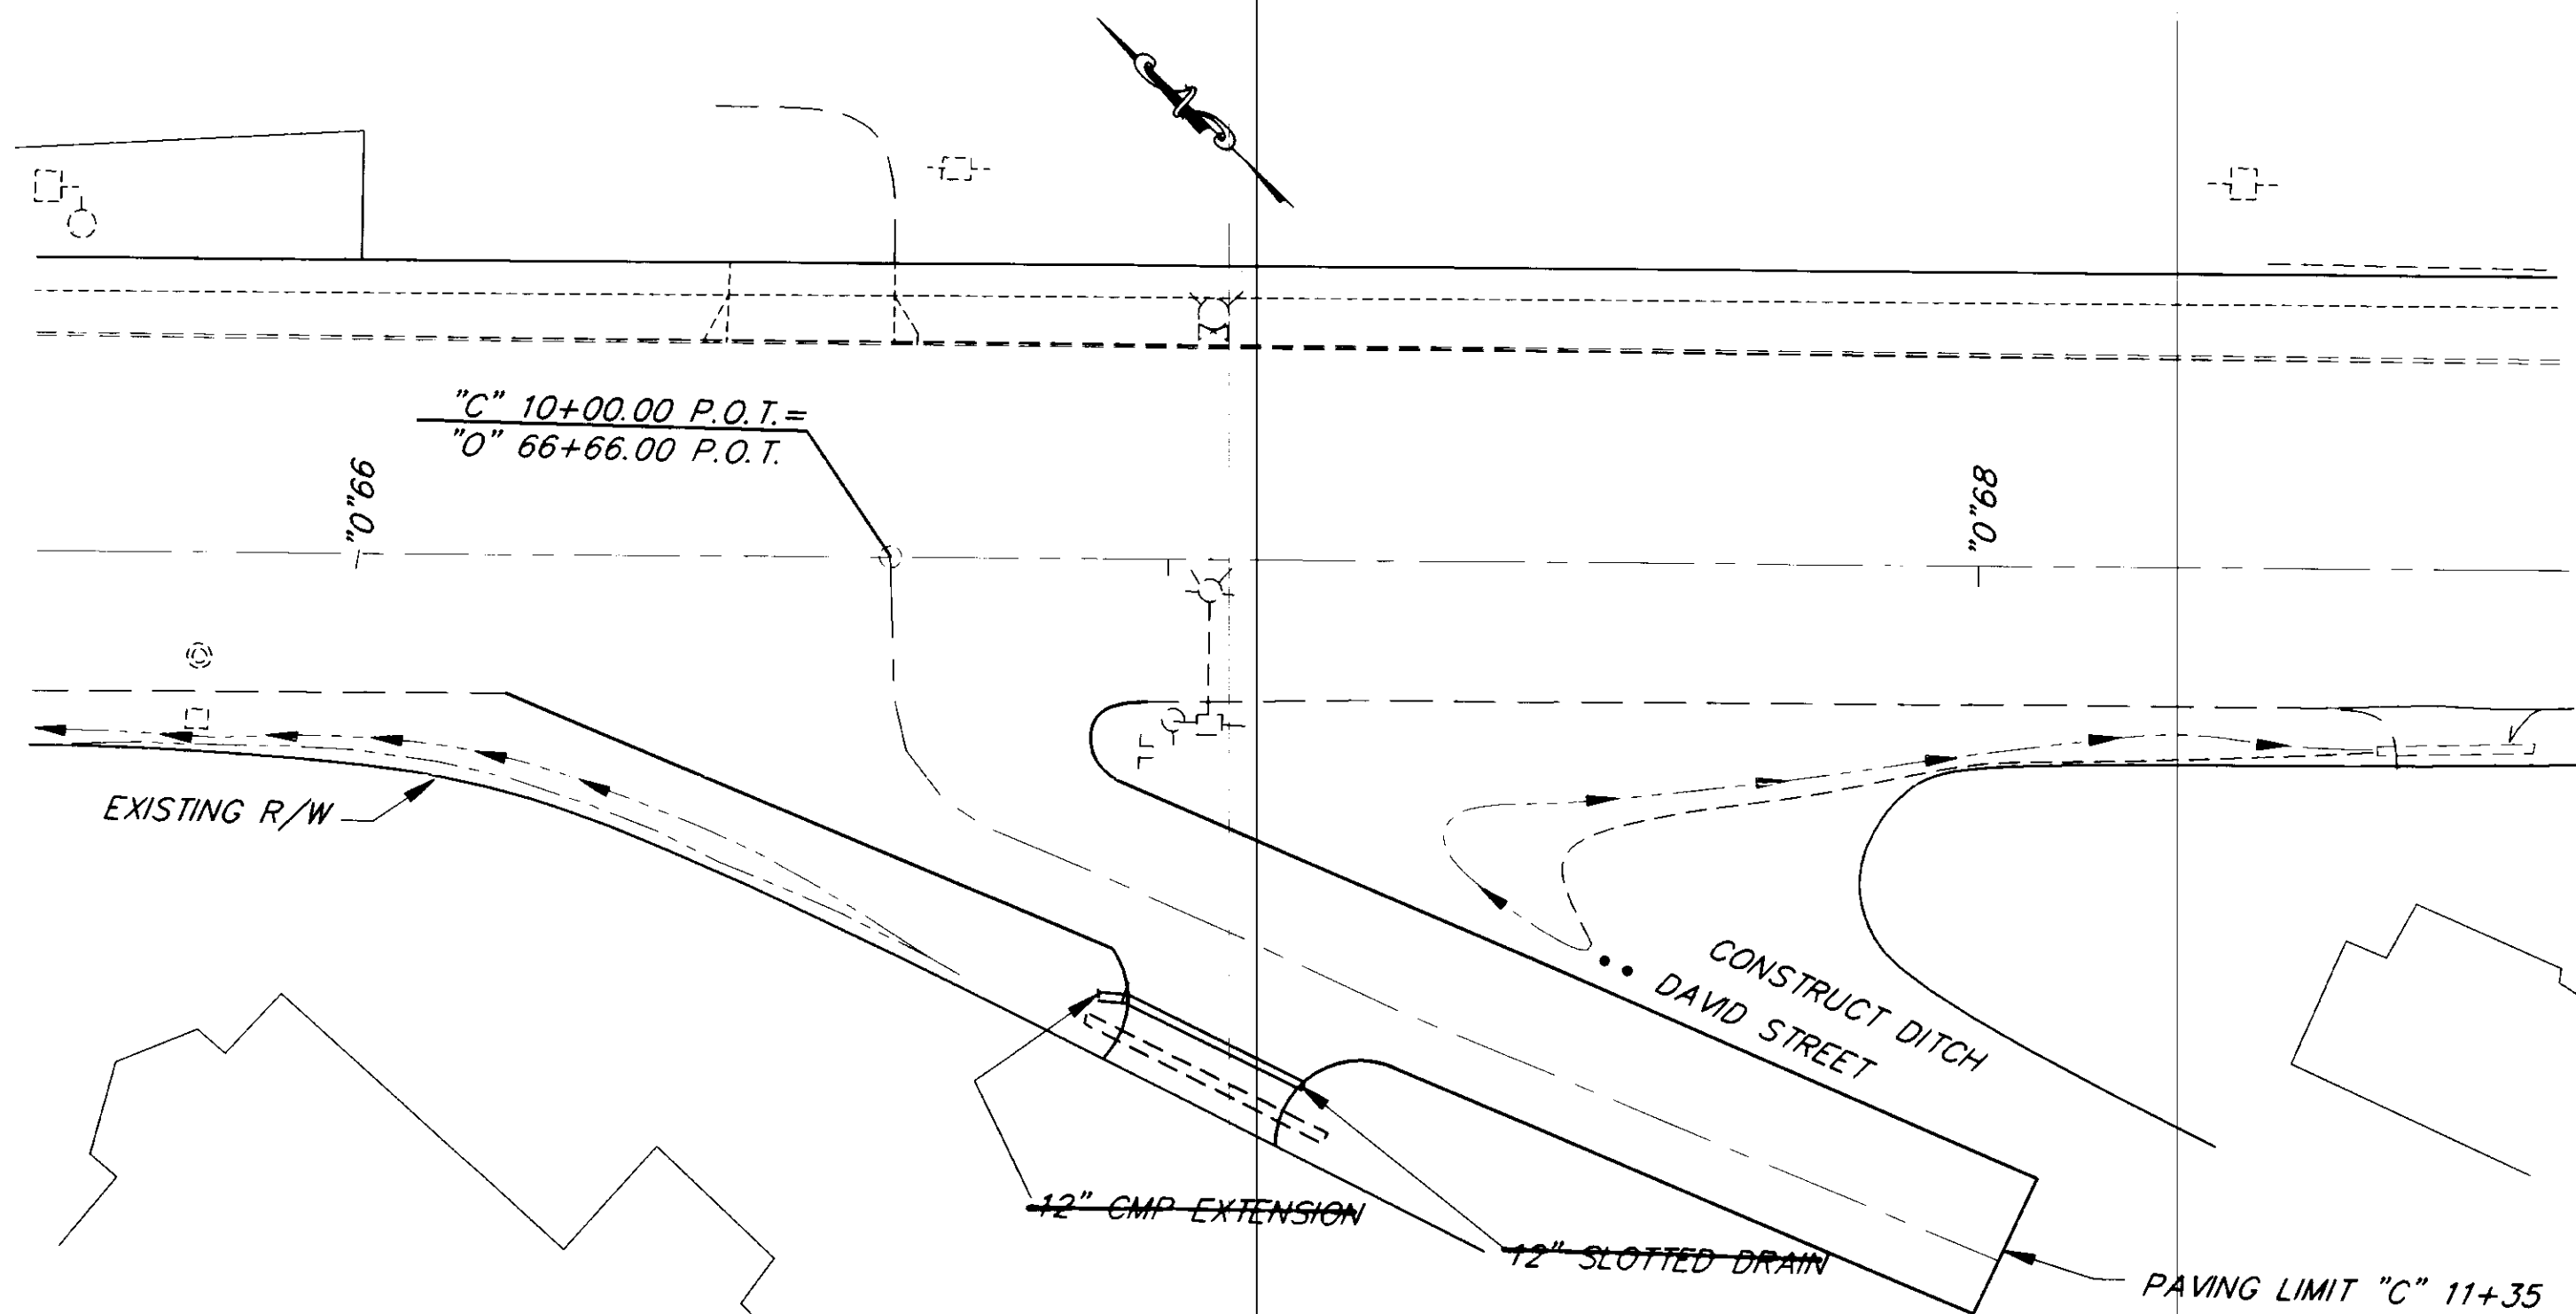 "C" 10+00.00 P.O.T.=
"O" 66+66.00 P.O.T.
"O" 66
"O" 68
EXISTING R/W
CONSTRUCT DITCH
DAVID STREET
12" CMP EXTENSION
12" SLOTTED DRAIN
PAVING LIMIT "C" 11+35